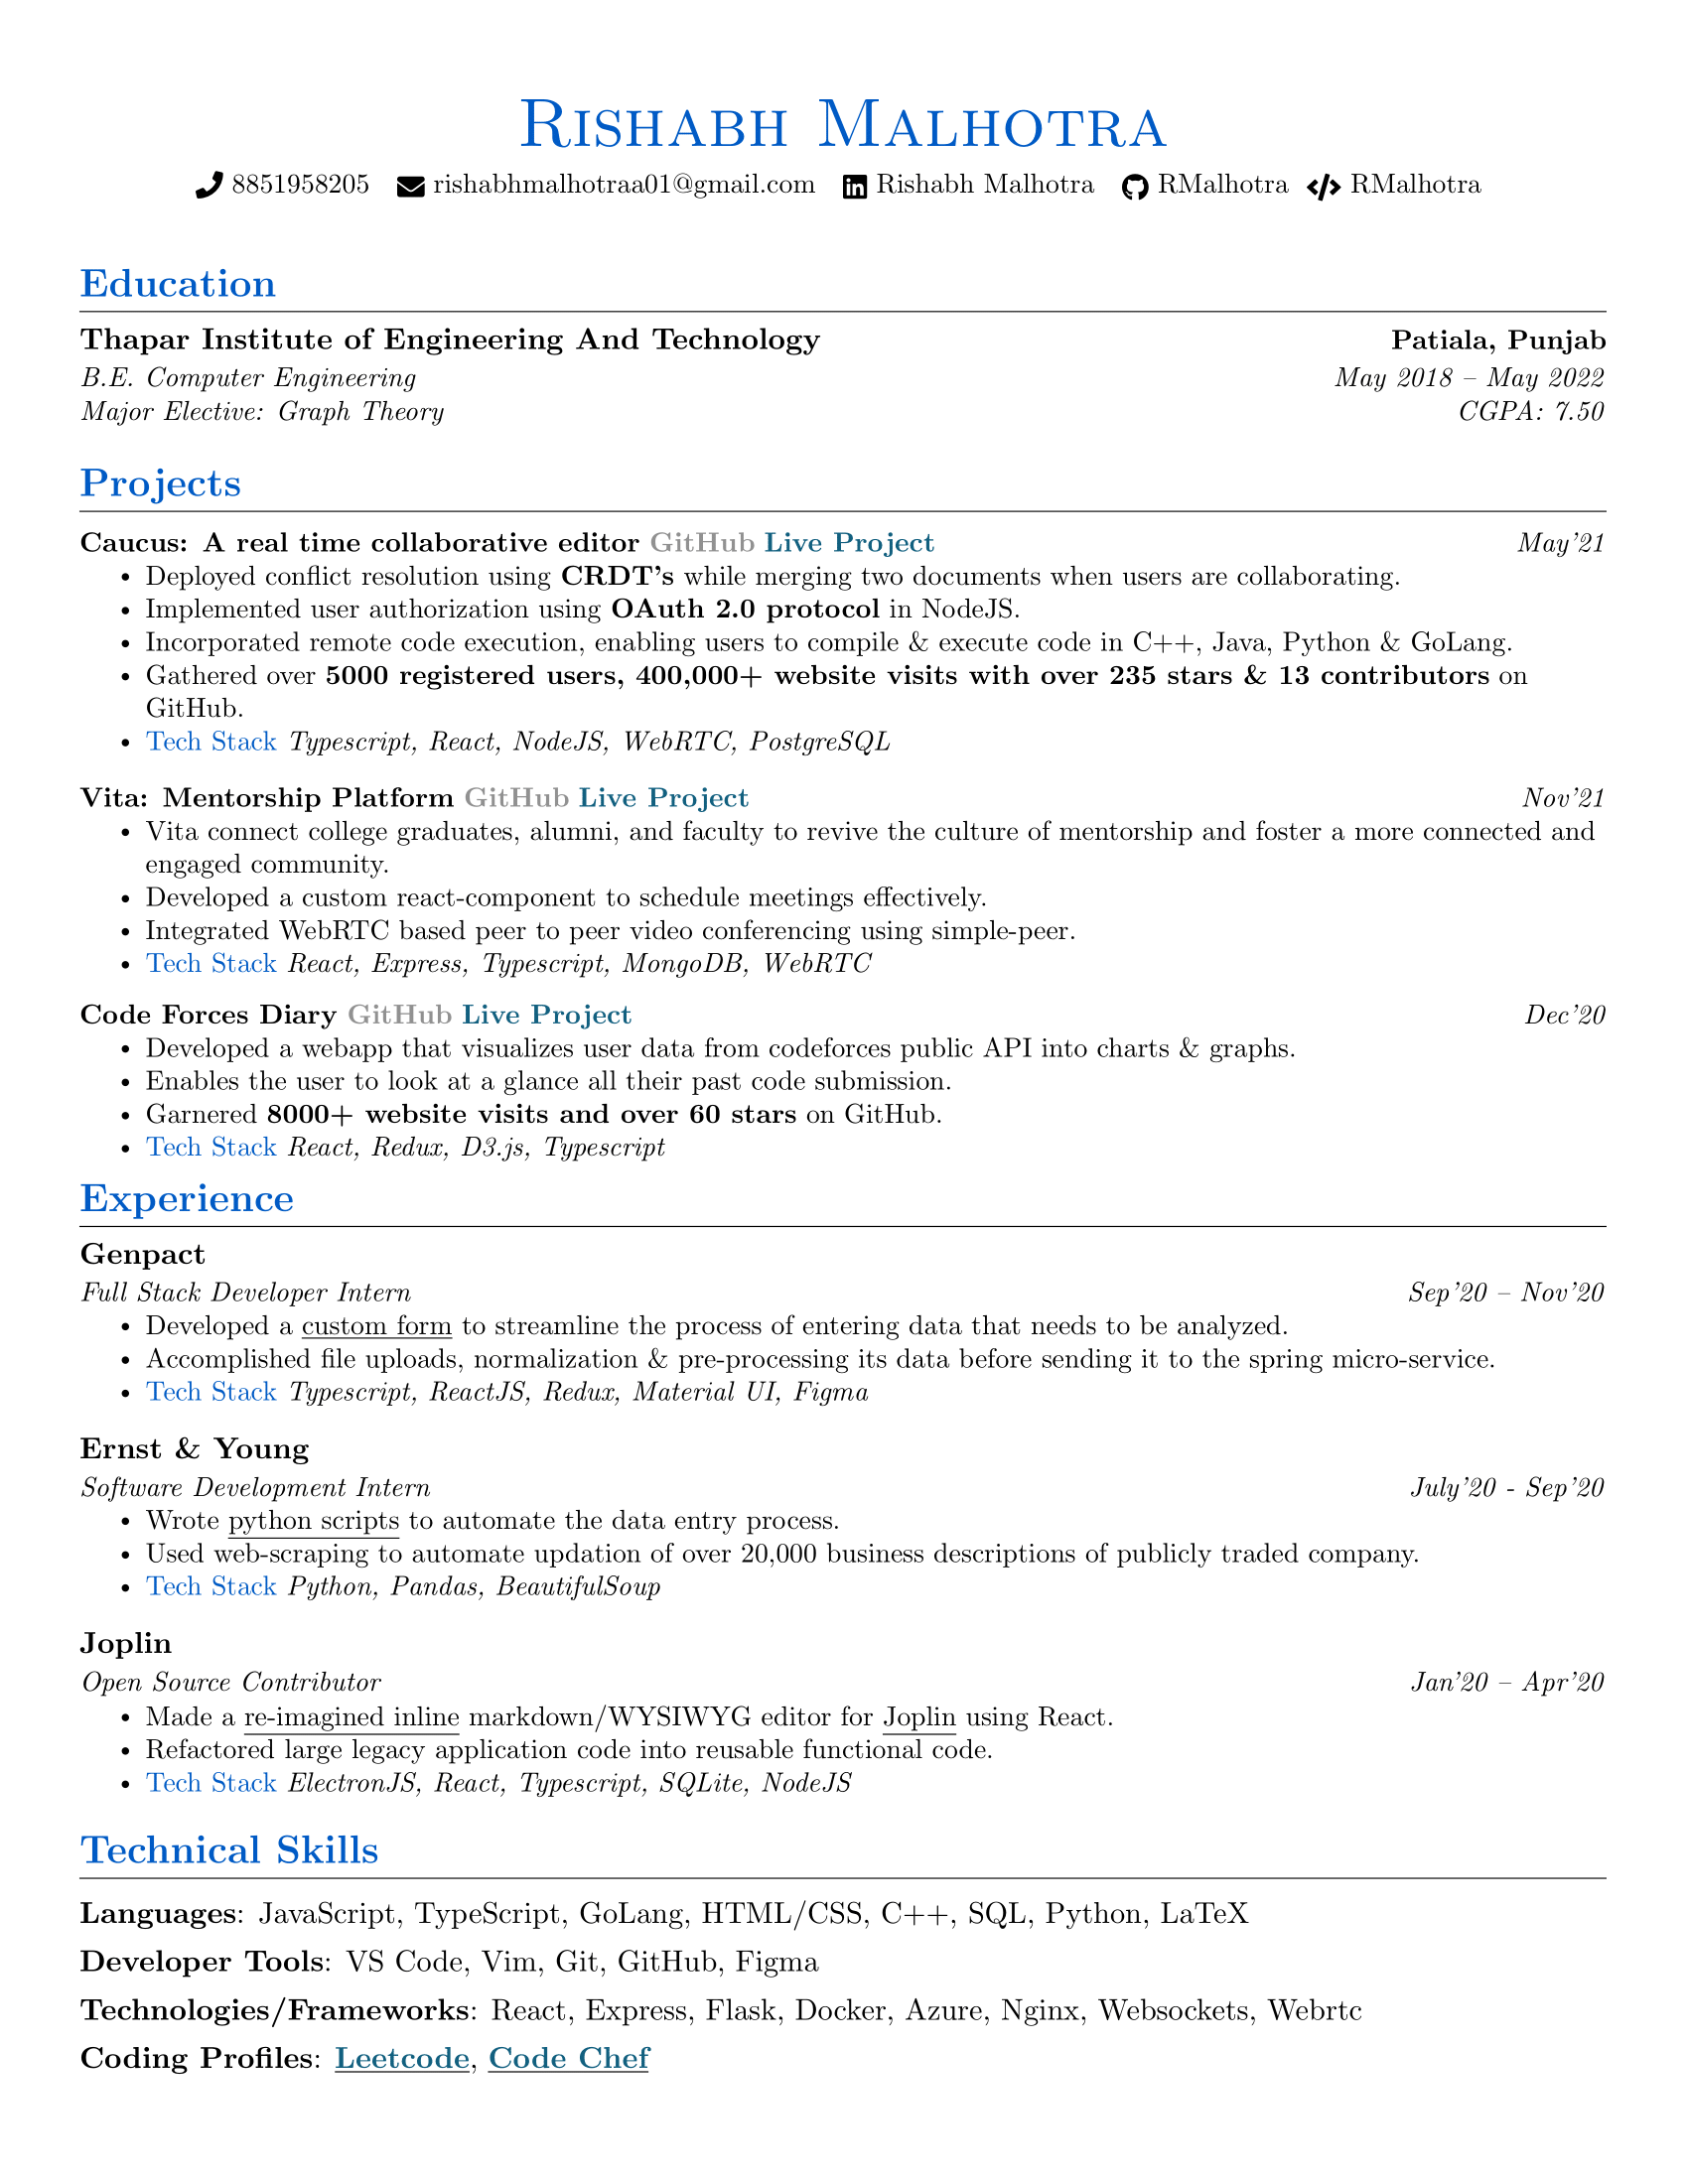 Rishabh Malhotra
8851958205 rishabhmalhotraa01@gmail.com Rishabh Malhotra RMalhotra RMalhotra
Education
Thapar Institute of Engineering And Technology Patiala, Punjab
B.E. Computer Engineering May 2018 – May 2022
Major Elective: Graph Theory CGPA: 7.50
Projects
Caucus: A real time collaborative editor GitHub Live Project May'21
• Deployed conflict resolution using CRDT's while merging two documents when users are collaborating.
• Implemented user authorization using OAuth 2.0 protocol in NodeJS.
• Incorporated remote code execution, enabling users to compile & execute code in C++, Java, Python & GoLang.
• Gathered over 5000 registered users, 400,000+ website visits with over 235 stars & 13 contributors on
GitHub.
• Tech Stack Typescript, React, NodeJS, WebRTC, PostgreSQL
Vita: Mentorship Platform GitHub Live Project Nov'21
• Vita connect college graduates, alumni, and faculty to revive the culture of mentorship and foster a more connected and
engaged community.
• Developed a custom react-component to schedule meetings effectively.
• Integrated WebRTC based peer to peer video conferencing using simple-peer.
• Tech Stack React, Express, Typescript, MongoDB, WebRTC
Code Forces Diary GitHub Live Project Dec'20
• Developed a webapp that visualizes user data from codeforces public API into charts & graphs.
• Enables the user to look at a glance all their past code submission.
• Garnered 8000+ website visits and over 60 stars on GitHub.
• Tech Stack React, Redux, D3.js, Typescript
Experience
Genpact
Full Stack Developer Intern Sep'20 – Nov'20
• Developed a custom form to streamline the process of entering data that needs to be analyzed.
• Accomplished file uploads, normalization & pre-processing its data before sending it to the spring micro-service.
• Tech Stack Typescript, ReactJS, Redux, Material UI, Figma
Ernst & Young
Software Development Intern July'20 - Sep'20
• Wrote python scripts to automate the data entry process.
• Used web-scraping to automate updation of over 20,000 business descriptions of publicly traded company.
• Tech Stack Python, Pandas, BeautifulSoup
Joplin
Open Source Contributor Jan'20 – Apr'20
• Made a re-imagined inline markdown/WYSIWYG editor for Joplin using React.
• Refactored large legacy application code into reusable functional code.
• Tech Stack ElectronJS, React, Typescript, SQLite, NodeJS
Technical Skills
Languages: JavaScript, TypeScript, GoLang, HTML/CSS, C++, SQL, Python, LaTeX
Developer Tools: VS Code, Vim, Git, GitHub, Figma
Technologies/Frameworks: React, Express, Flask, Docker, Azure, Nginx, Websockets, Webrtc
Coding Profiles: Leetcode, Code Chef